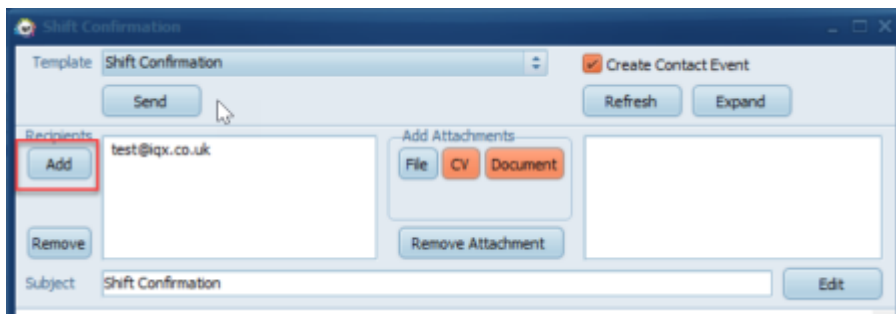 Shift Confirmation
Template Shift Confirmation Create Contact Event
Send Refresh Expand
Recipients Add Attachments
Add test@iqx.co.uk File CV Document
Remove Remove Attachment
Subject Shift Confirmation Edit